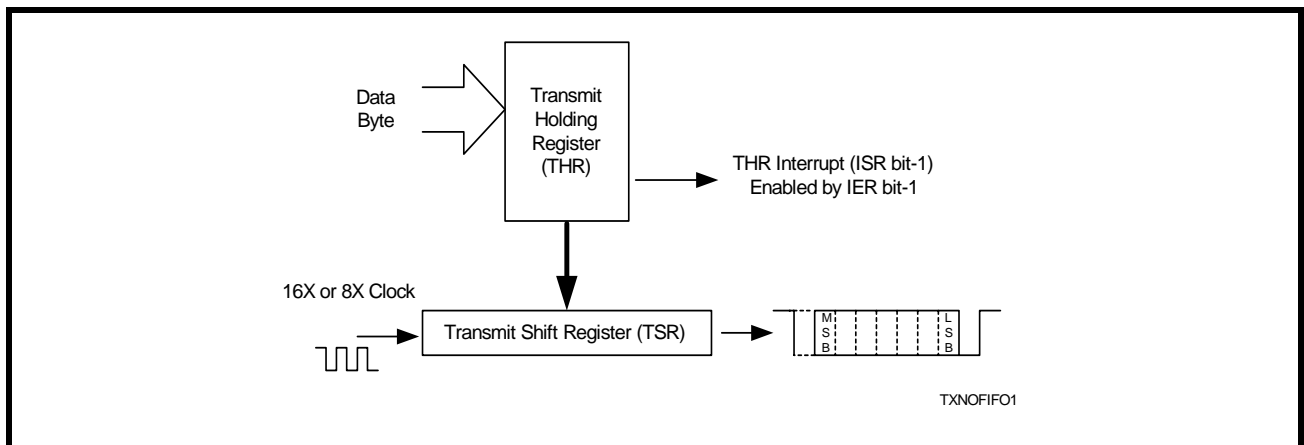 Data
Byte
Transmit
Holding
Register
(THR)
THR Interrupt (ISR bit-1)
Enabled by IER bit-1
16X or 8X Clock
Transmit Shift Register (TSR)
M
S
B
L
S
B
TXNOFIFO1